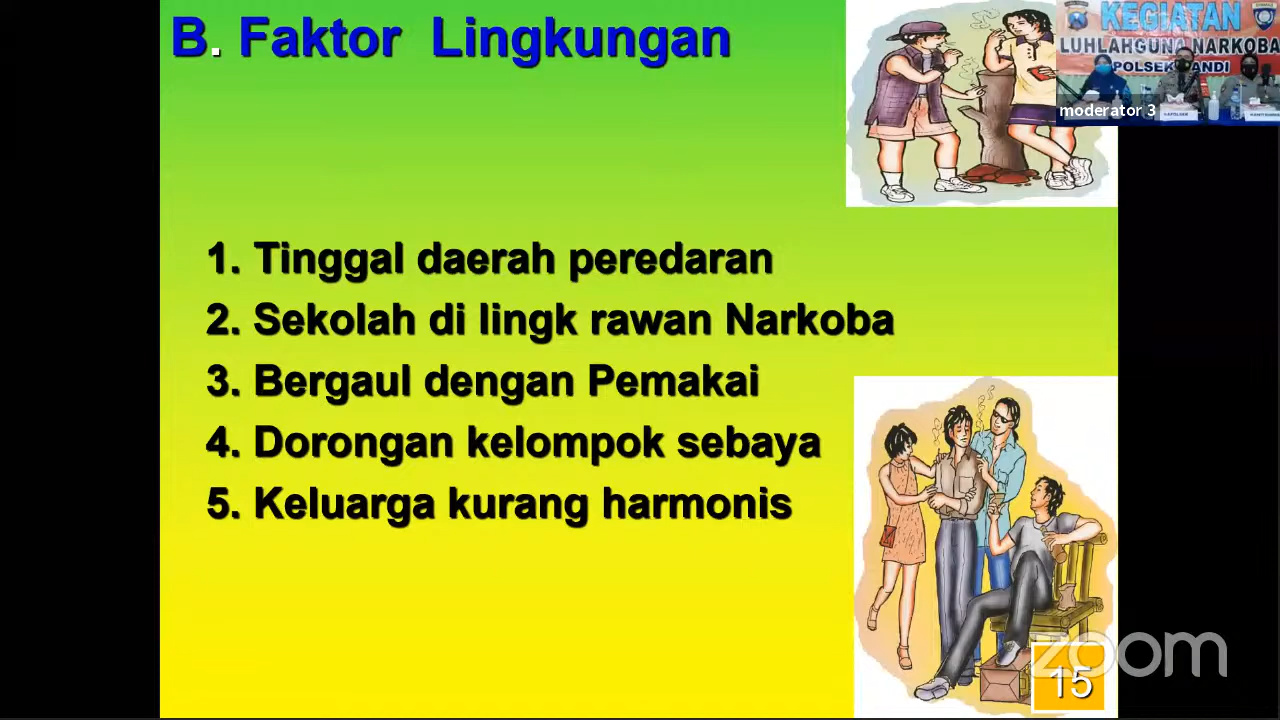 B. Faktor Lingkungan
KEGIATAN
LUHLAHGUNA NARKOBA
POLSEK
moderator 3
1. Tinggal daerah peredaran
2. Sekolah di lingk rawan Narkoba
3. Bergaul dengan Pemakai
4. Dorongan kelompok sebaya
5. Keluarga kurang harmonis
zoom
15